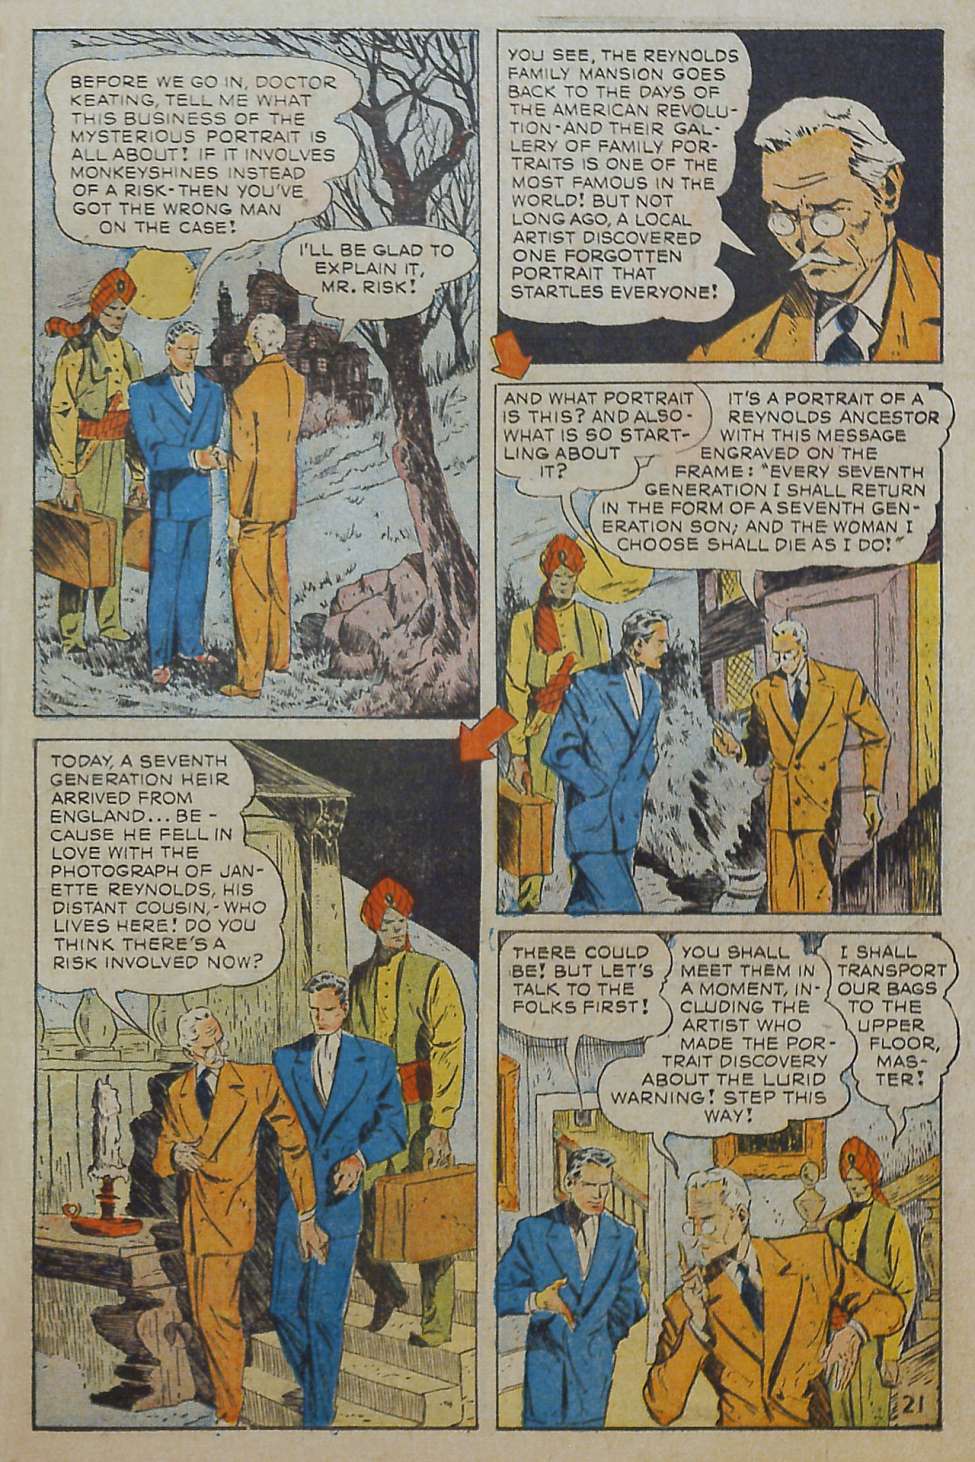 BEFORE WE GO IN, DOCTOR
KEATING, TELL ME WHAT
THIS BUSINESS OF THE
MYSTERIOUS PORTRAIT IS
ALL ABOUT! IF IT INVOLVES
MONKEYSHINES INSTEAD
OF A RISK-THEN YOU'VE
GOT THE WRONG MAN
ON THE CASE!
I'LL BE GLAD TO
EXPLAIN IT,
MR. RISK!
YOU SEE, THE REYNOLDS
FAMILY MANSION GOES
BACK TO THE DAYS OF
THE AMERICAN REVOLU-
TION-AND THEIR GAL-
LERY OF FAMILY POR-
TRAITS IS ONE OF THE
MOST FAMOUS IN THE
WORLD! BUT NOT
LONG AGO, A LOCAL
ARTIST DISCOVERED
ONE FORGOTTEN
PORTRAIT THAT
STARTLES EVERYONE!
AND WHAT PORTRAIT
IS THIS? AND ALSO-
WHAT IS SO START-
LING ABOUT
IT?
IT'S A PORTRAIT OF A
REYNOLDS ANCESTOR
WITH THIS MESSAGE
ENGRAVED ON THE
FRAME: "EVERY SEVENTH
GENERATION I SHALL RETURN
IN THE FORM OF A SEVENTH GEN-
ERATION SON; AND THE WOMAN I
CHOOSE SHALL DIE AS I DO!"
TODAY, A SEVENTH
GENERATION HEIR
ARRIVED FROM
ENGLAND... BE-
CAUSE HE FELL IN
LOVE WITH THE
PHOTOGRAPH OF JAN-
ETTE REYNOLDS, HIS
DISTANT COUSIN,-WHO
LIVES HERE! DO YOU
THINK THERE'S A
RISK INVOLVED NOW?
THERE COULD
BE! BUT LET'S
TALK TO THE
FOLKS FIRST!
YOU SHALL
MEET THEM IN
A MOMENT, IN-
CLUDING THE
ARTIST WHO
MADE THE POR-
TRAIT DISCOVERY
ABOUT THE LURID
WARNING! STEP THIS
WAY!
I SHALL
TRANSPORT
OUR BAGS
TO THE
UPPER
FLOOR,
MAS-
TER!
21